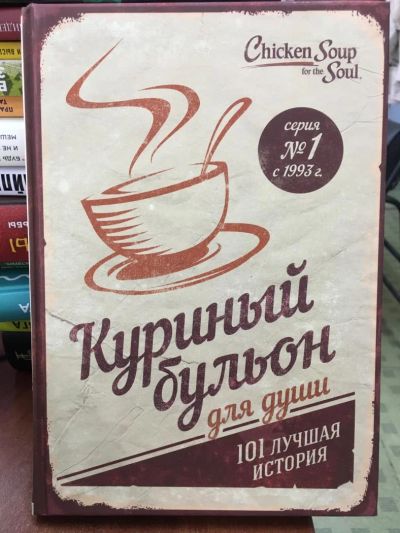 Chicken Soup
for the
Soul
серия
№1
с 1993 г.
Куриный
бульон
для души
101 ЛУЧШАЯ
ИСТОРИЯ